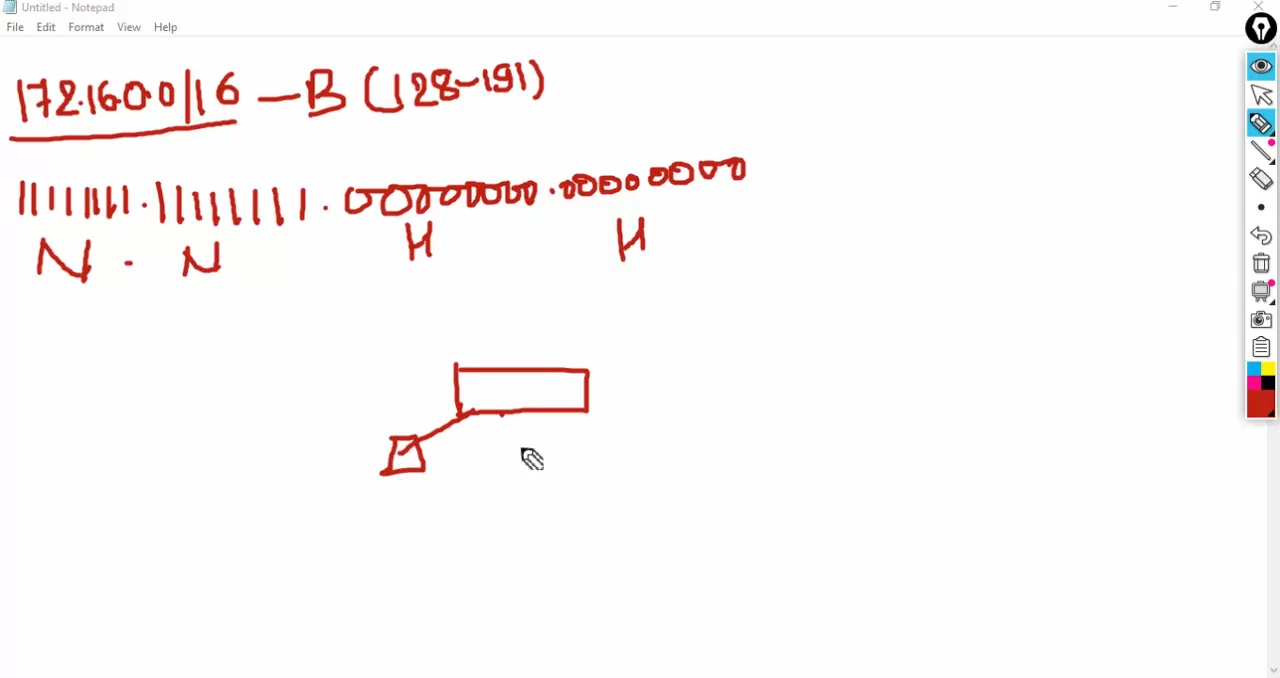 Untitled - Notepad
File Edit Format View Help
172.16.0.0/16 — B (128-191)
11111111.11111111.00000000.00000000
N . N H H